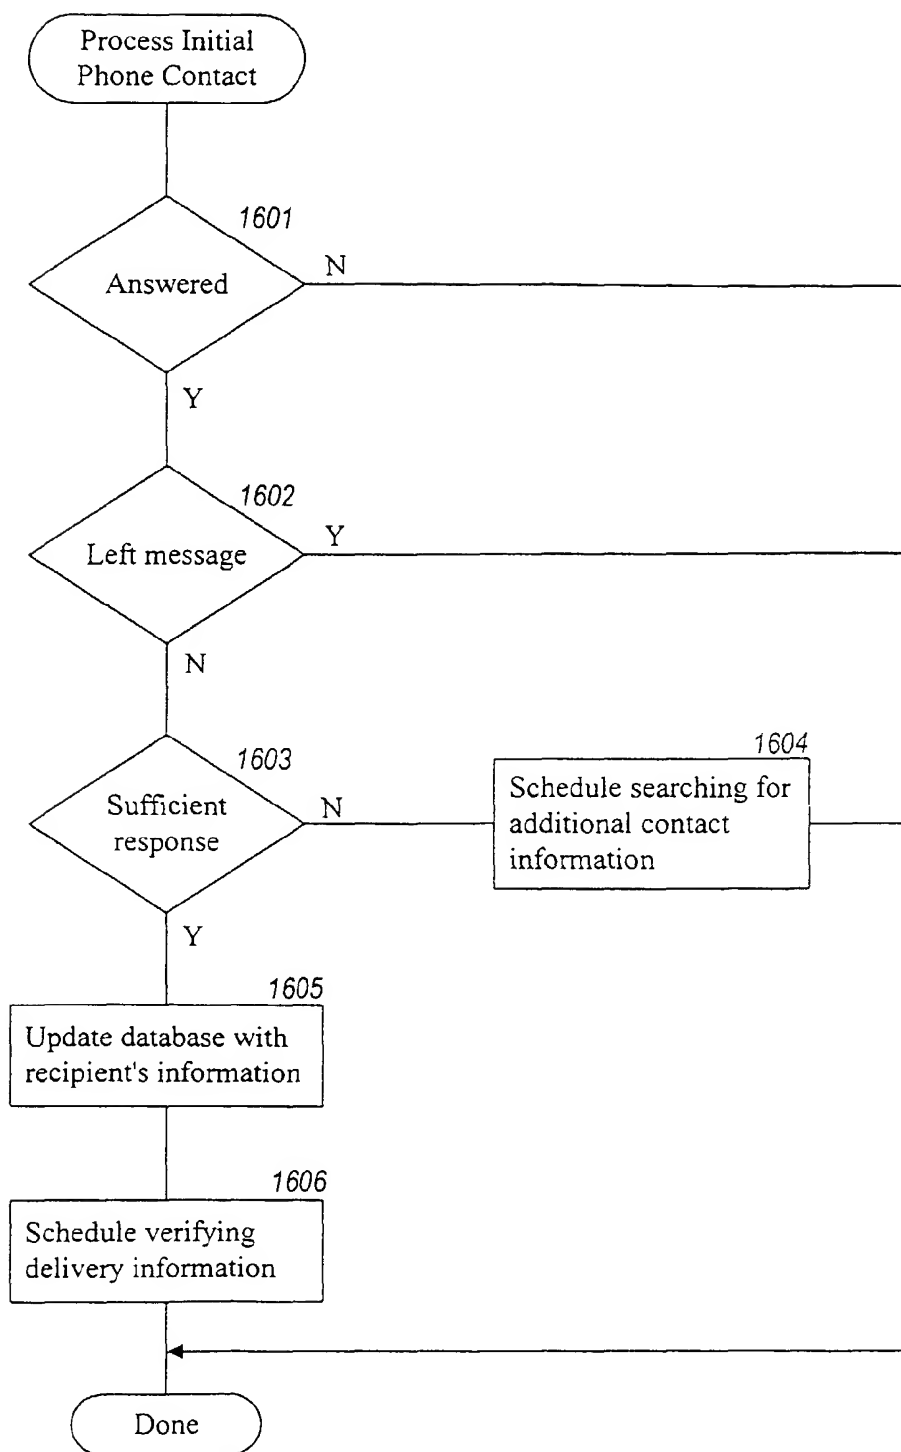 Process Initial
Phone Contact
1601
Answered
N
Y
1602
Left message
Y
N
1603
Sufficient
response
N
1604
Schedule searching for
additional contact
information
Y
1605
Update database with
recipient's information
1606
Schedule verifying
delivery information
Done